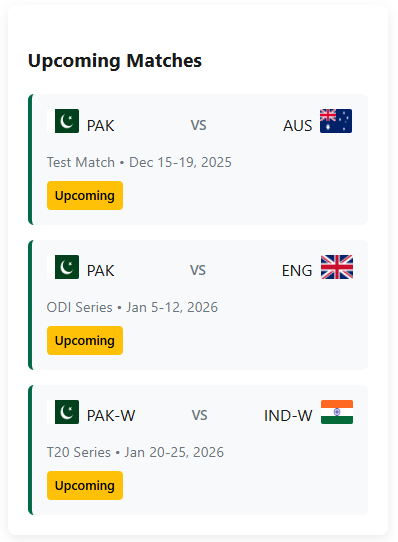 Upcoming Matches
PAK VS AUS
Test Match • Dec 15-19, 2025
Upcoming
PAK VS ENG
ODI Series • Jan 5-12, 2026
Upcoming
PAK-W VS IND-W
T20 Series • Jan 20-25, 2026
Upcoming